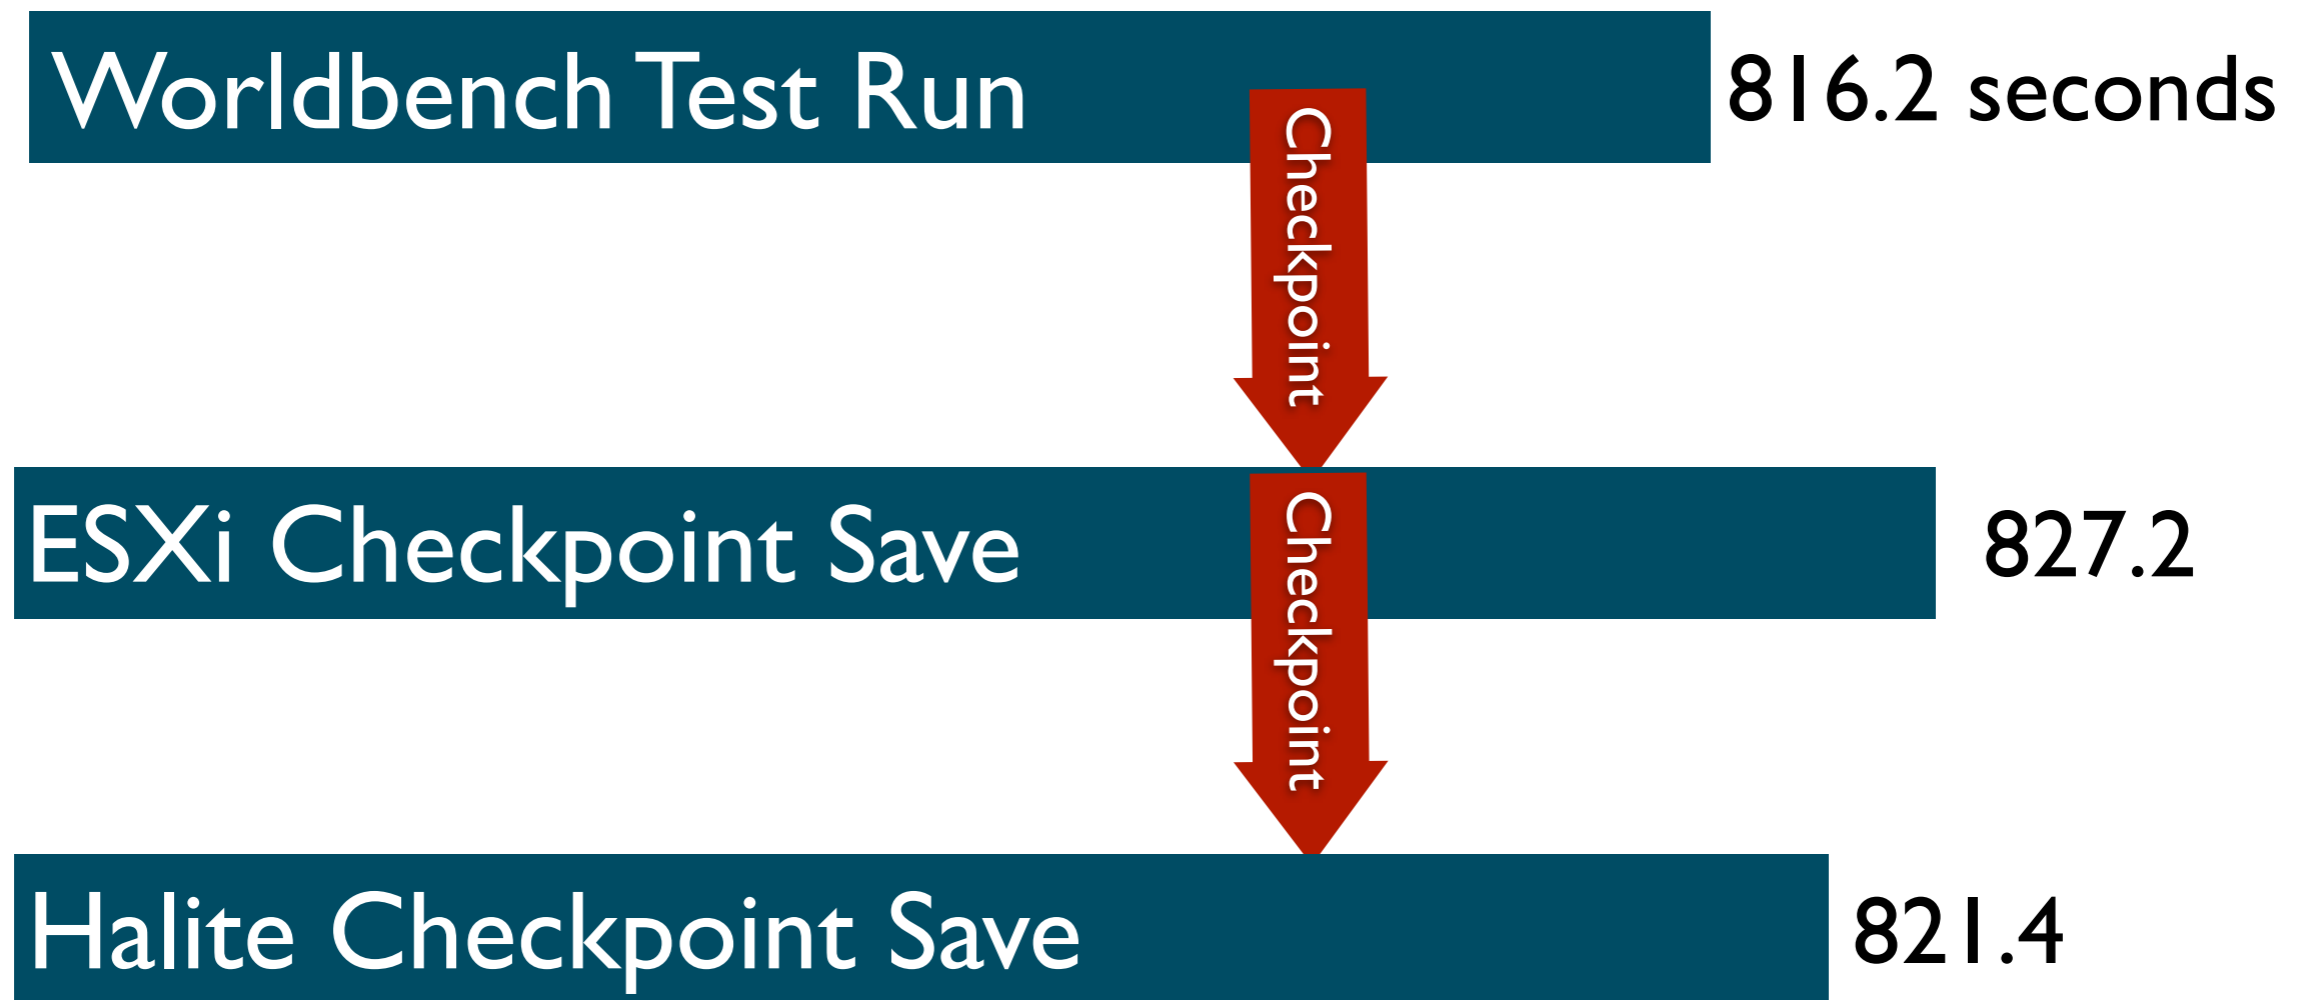 Worldbench Test Run
816.2 seconds
Checkpoint
ESXi Checkpoint Save
827.2
Checkpoint
Halite Checkpoint Save
821.4